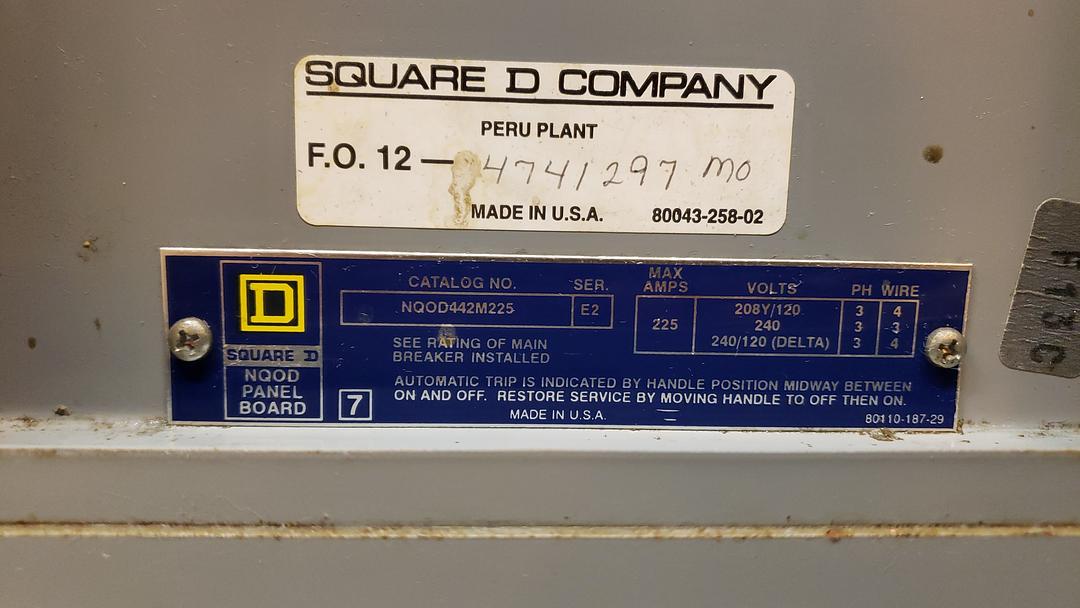 SQUARE D COMPANY
PERU PLANT
F.O. 12 — 4741297 MO
MADE IN U.S.A. 80043-258-02
D
SQUARE D
NQOD
PANEL
BOARD
7
CATALOG NO. SER.
NQOD442M225 E2
SEE RATING OF MAIN
BREAKER INSTALLED
MAX
AMPS VOLTS PH WIRE
225
208Y/120 3 4
240 3 3
240/120 (DELTA) 3 4
AUTOMATIC TRIP IS INDICATED BY HANDLE POSITION MIDWAY BETWEEN
ON AND OFF. RESTORE SERVICE BY MOVING HANDLE TO OFF THEN ON.
MADE IN U.S.A.
80110-187-29